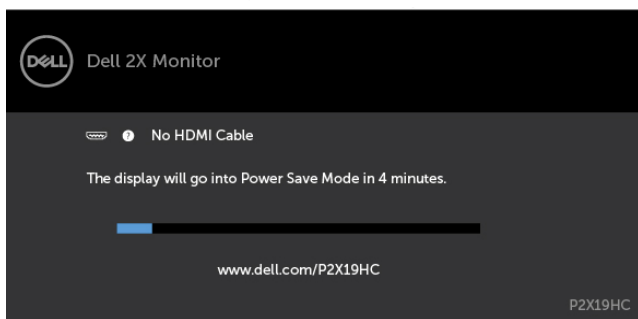 DELL
Dell 2X Monitor
? No HDMI Cable
The display will go into Power Save Mode in 4 minutes.
www.dell.com/P2X19HC
P2X19HC